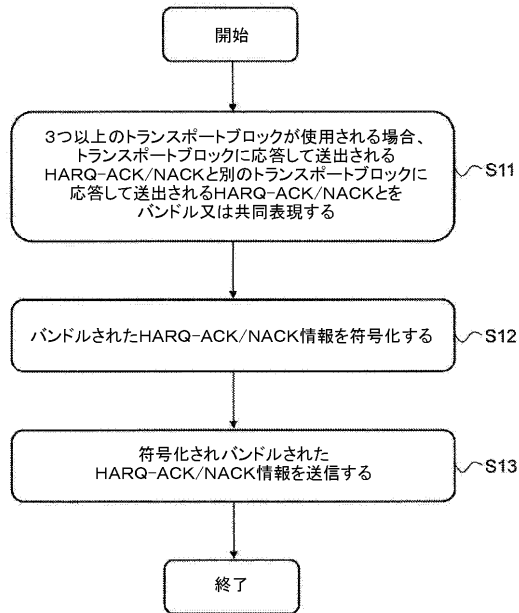 開始
3つ以上のトランスポートブロックが使用される場合、
トランスポートブロックに応答して送出される
HARQ-ACK/NACKと別のトランスポートブロックに
応答して送出されるHARQ-ACK/NACKとを
バンドル又は共同表現する
S11
バンドルされたHARQ-ACK/NACK情報を符号化する
S12
符号化されバンドルされた
HARQ-ACK/NACK情報を送信する
S13
終了